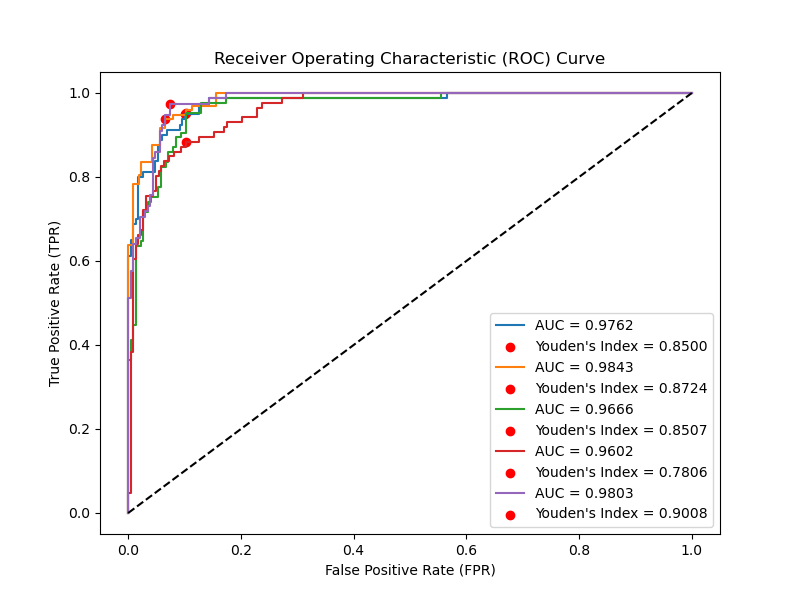 Receiver Operating Characteristic (ROC) Curve
True Positive Rate (TPR)
1.0
0.8
0.6
0.4
0.2
0.0
AUC = 0.9762
Youden's Index = 0.8500
AUC = 0.9843
Youden's Index = 0.8724
AUC = 0.9666
Youden's Index = 0.8507
AUC = 0.9602
Youden's Index = 0.7806
AUC = 0.9803
Youden's Index = 0.9008
0.0 0.2 0.4 0.6 0.8 1.0
False Positive Rate (FPR)